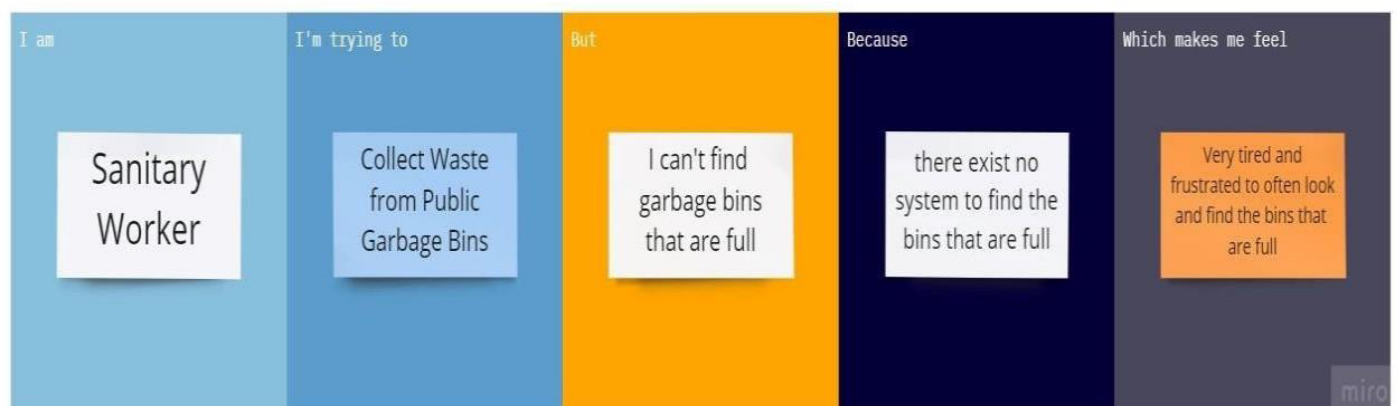 I am
Sanitary
Worker
I'm trying to
Collect Waste
from Public
Garbage Bins
But
I can't find
garbage bins
that are full
Because
there exist no
system to find the
bins that are full
Which makes me feel
Very tired and
frustrated to often look
and find the bins that
are full
miro